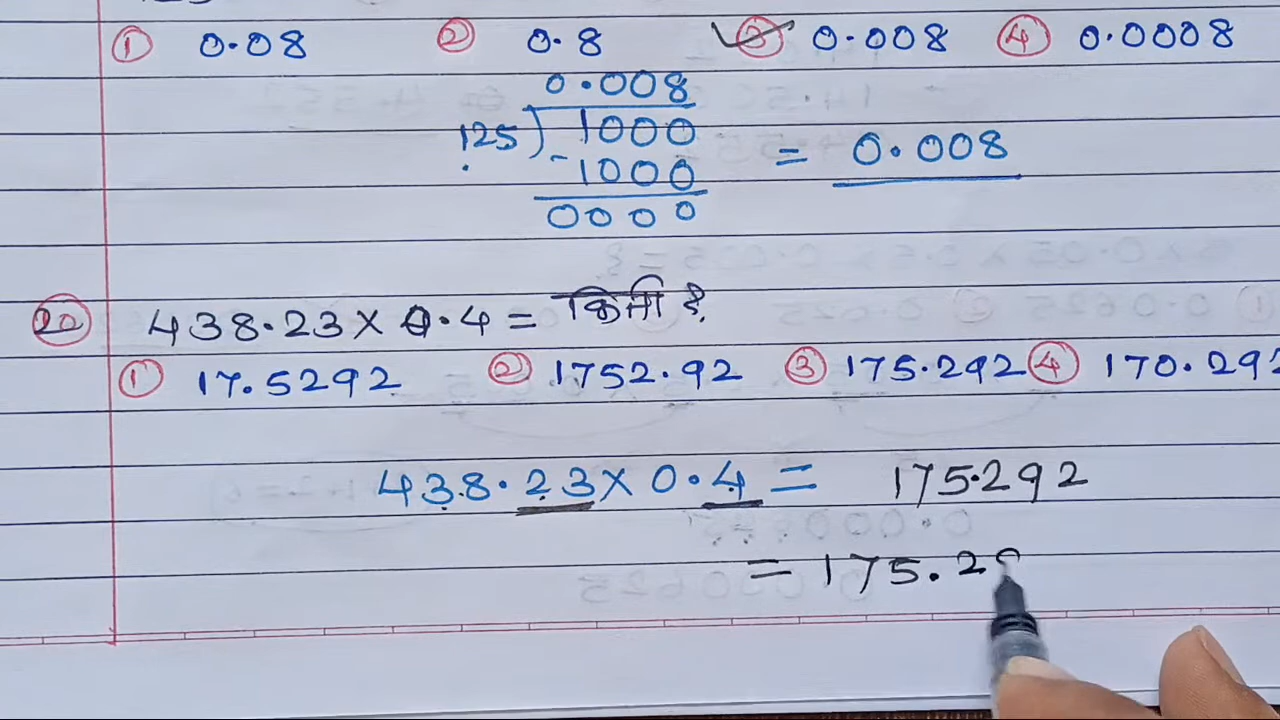 ① 0.08 ② 0.8 ③ 0.008 ④ 0.0008
0.008
125) 1000 = 0.008
-1000
0000
⑳ 438.23 × 0.4 =
① 17.5292 ② 1752.92 ③ 175.292 ④ 170.292
438.23 × 0.4 = 175.292
= 175.2